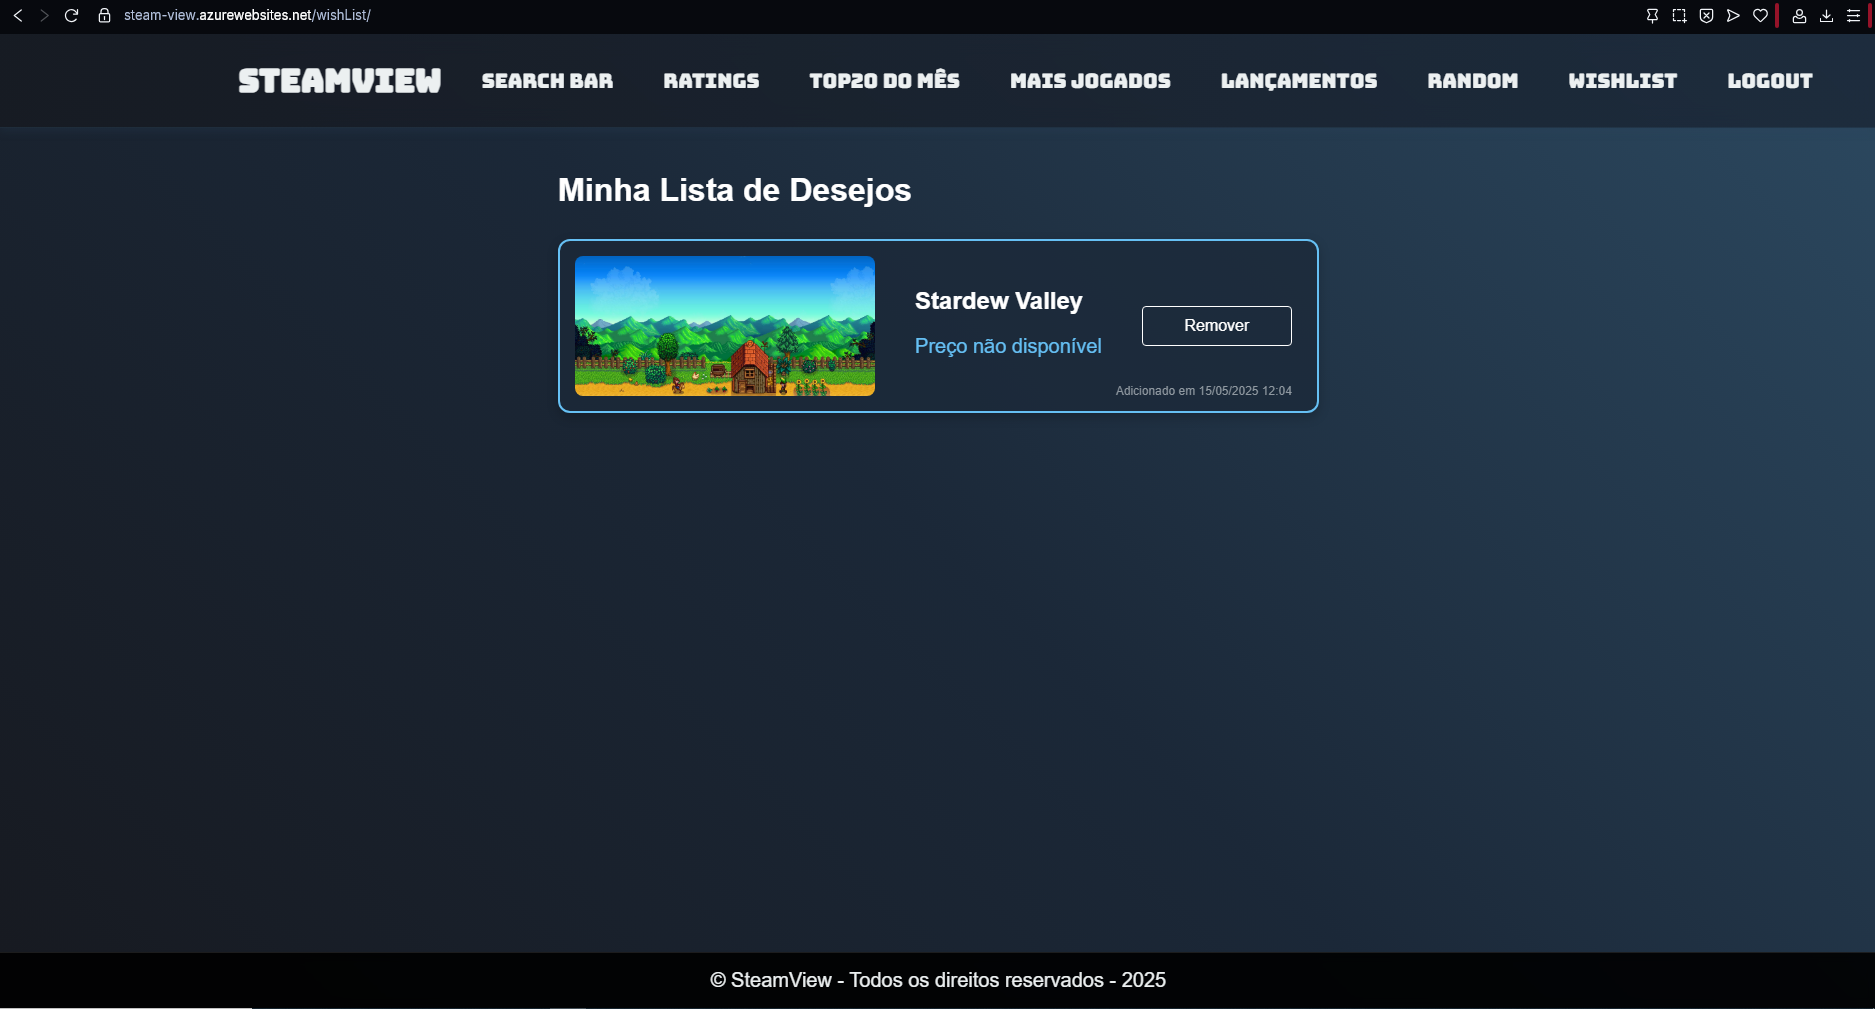 steam-view.azurewebsites.net/wishList/
STEAMVIEW SEARCH BAR RATINGS TOP20 DO MÊS MAIS JOGADOS LANÇAMENTOS RANDOM WISHLIST LOGOUT
Minha Lista de Desejos
Stardew Valley
Remover
Preço não disponível
Adicionado em 15/05/2025 12:04
© SteamView - Todos os direitos reservados - 2025